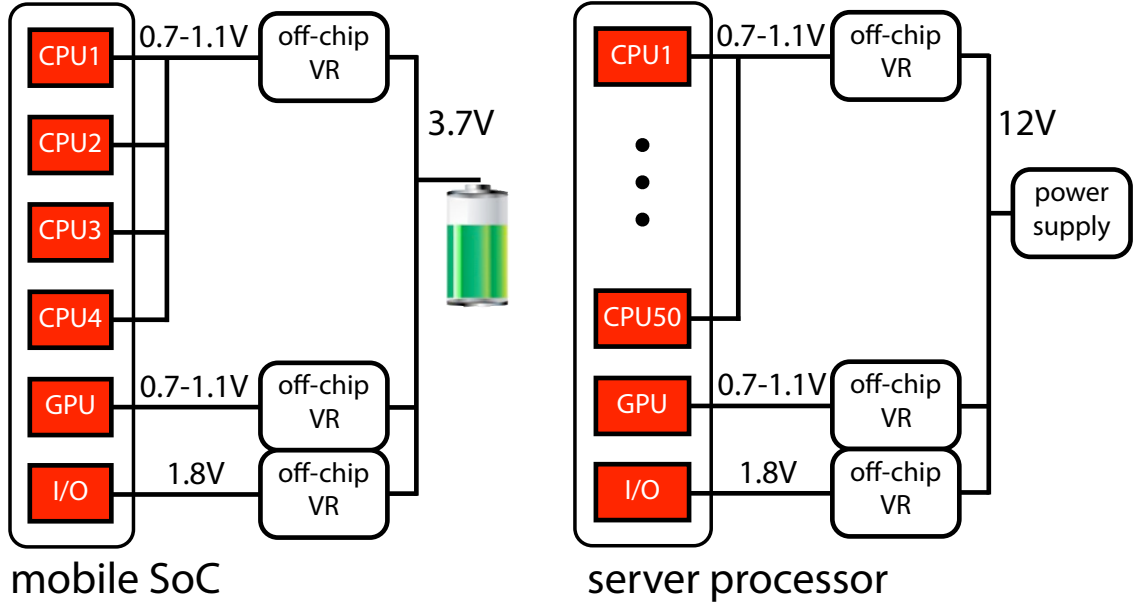 0.7-1.1V
off-chip
VR
CPU1
CPU2
CPU3
CPU4
3.7V
GPU
0.7-1.1V
off-chip
VR
I/O
1.8V
off-chip
VR
mobile SoC
0.7-1.1V
off-chip
VR
CPU1
12V
power
supply
CPU50
GPU
0.7-1.1V
off-chip
VR
I/O
1.8V
off-chip
VR
server processor